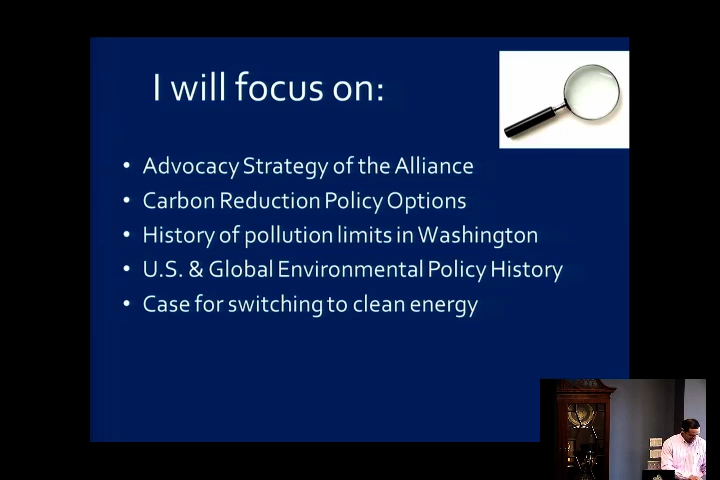 I will focus on:
• Advocacy Strategy of the Alliance
• Carbon Reduction Policy Options
• History of pollution limits in Washington
• U.S. & Global Environmental Policy History
• Case for switching to clean energy